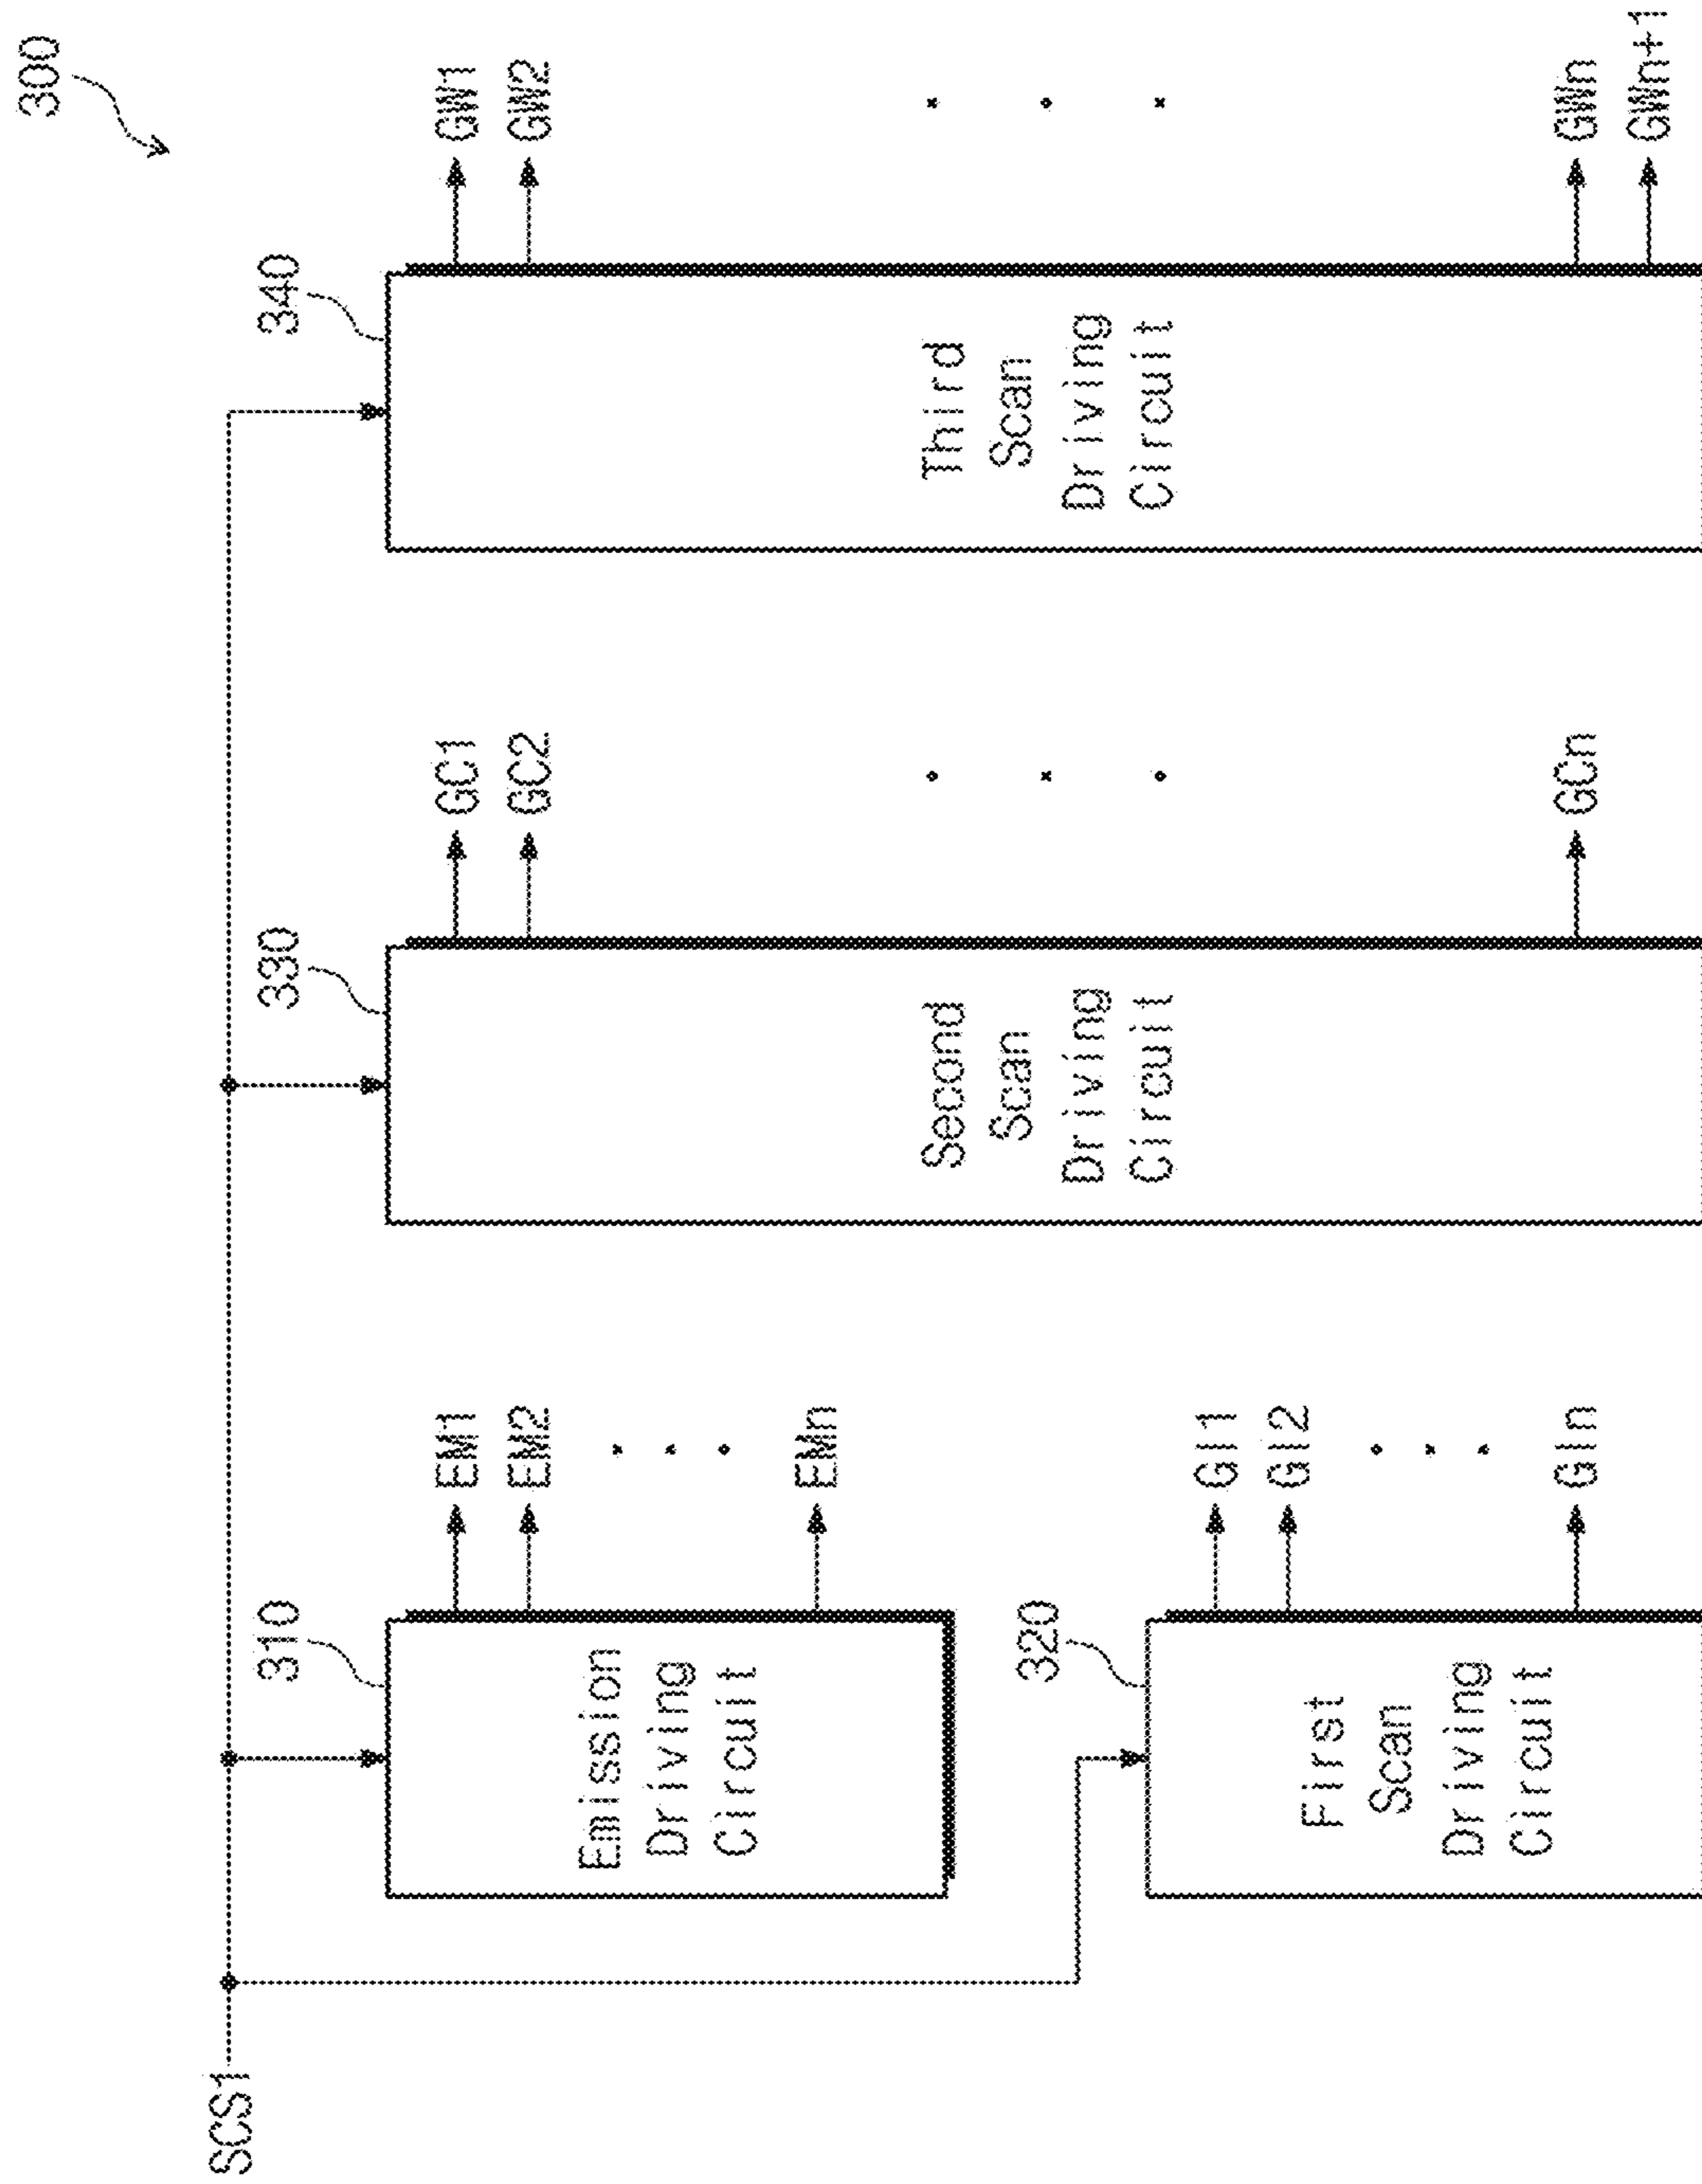 300
SCS1
310
Emission
Driving
Circuit
EM1
EM2
EMn
320
First
Scan
Driving
Circuit
GI1
GI2
GIn
330
Second
Scan
Driving
Circuit
GC1
GC2
GCn
340
Third
Scan
Driving
Circuit
GW1
GW2
GWn
GWn+1